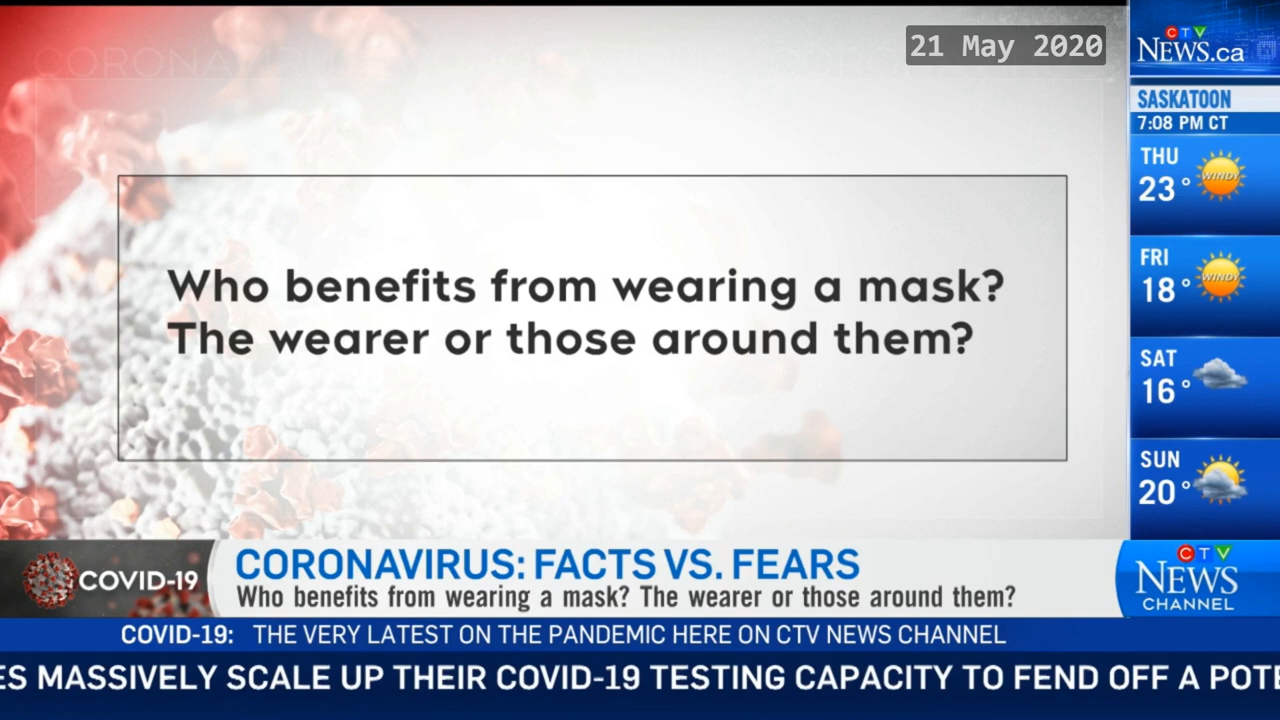 CORONA
21 May 2020
CTV
NEWS.ca
SASKATOON
7:08 PM CT
THU
23°
WINDY
FRI
18°
WINDY
SAT
16°
SUN
20°
Who benefits from wearing a mask?
The wearer or those around them?
COVID-19
CORONAVIRUS: FACTS VS. FEARS
Who benefits from wearing a mask? The wearer or those around them?
CTV
NEWS
CHANNEL
COVID-19: THE VERY LATEST ON THE PANDEMIC HERE ON CTV NEWS CHANNEL
ES MASSIVELY SCALE UP THEIR COVID-19 TESTING CAPACITY TO FEND OFF A POTE